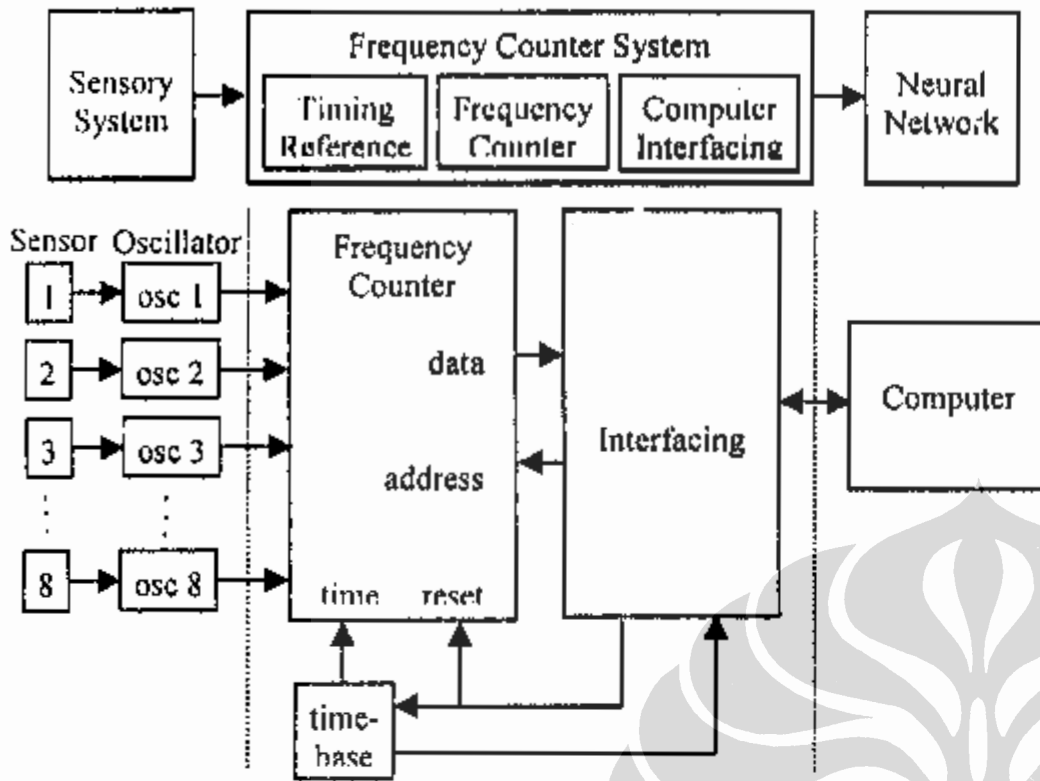 Frequency Counter System
Sensory
System
Timing
Reference
Frequency
Counter
Computer
Interfacing
Neural
Network
Sensor
Oscillator
1
osc 1
2
osc 2
3
osc 3
8
osc 8
Frequency
Counter
data
address
time
reset
Interfacing
Computer
time-
base